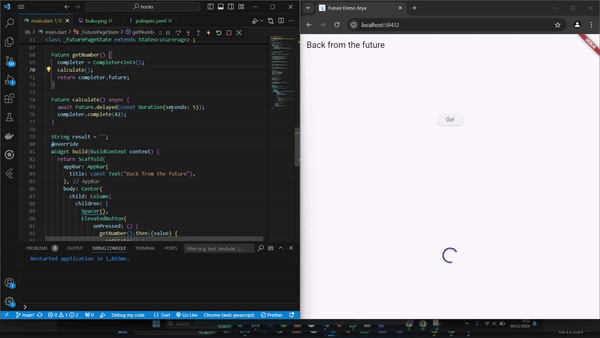 books
main.dart 1
buku.png U
pubspec.yaml M
lib > main.dart > _FuturePageState > getNumber
class _FuturePageState extends State<FuturePage> {
68 Future getNumber() {
69 completer = Completer<int>();
70 calculate();
71 return completer.future;
72 }
73
74 Future calculate() async {
75 await Future.delayed(const Duration(seconds: 5));
76 completer.complete(42);
77 }
78
79 String result = '';
80 @override
81 Widget build(BuildContext context) {
82 return Scaffold(
83 appBar: AppBar(
84 title: const Text("Back from the future"),
85 ), // AppBar
86 body: Center(
87 child: Column(
88 children: [
89 Spacer(),
90 ElevatedButton(
91 onPressed: () {
92 getNumber().then((value) {
PROBLEMS 3 OUTPUT DEBUG CONSOLE TERMINAL PORTS
Restarted application in 1,053ms.
main* Debug my code Dart Go Live Chrome (web-javascript) Prettier
Future Demo Arya
localhost:58432
Back from the future
DEBUG
Go!
Search
08/11/2024